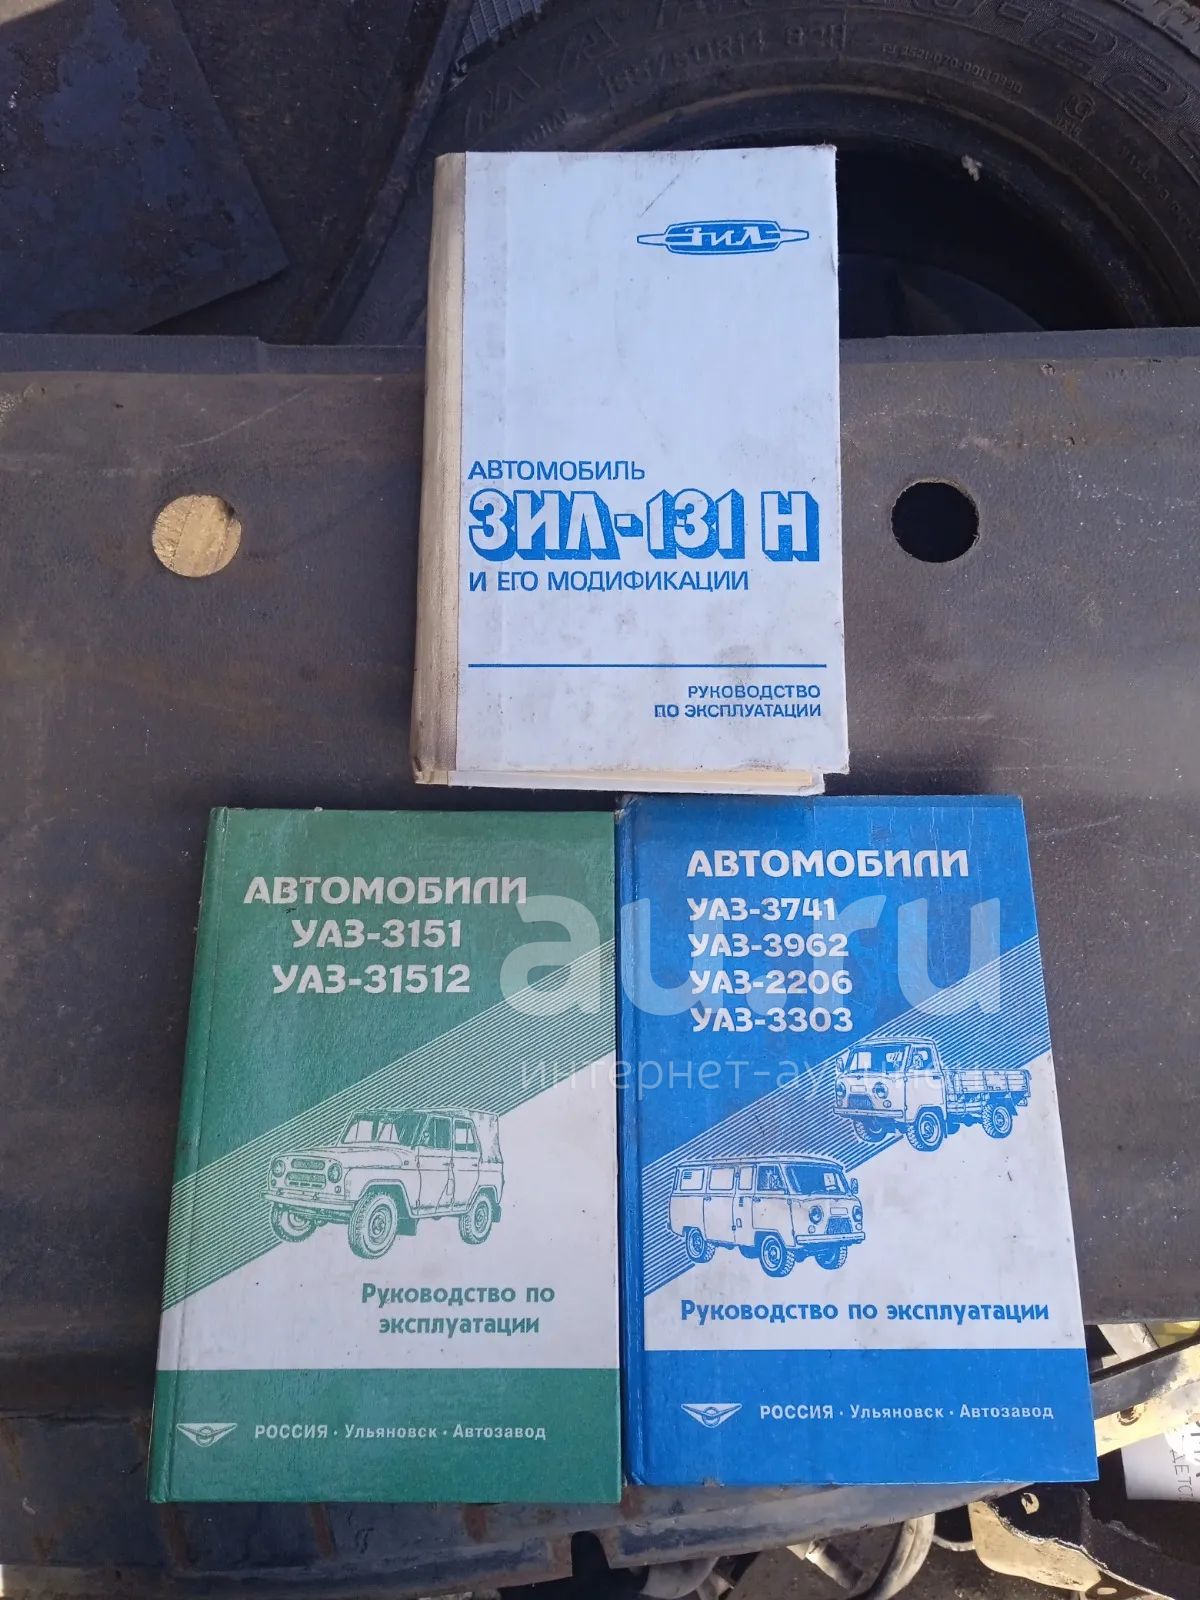 ЗИЛ
АВТОМОБИЛЬ
ЗИЛ-131 Н
И ЕГО МОДИФИКАЦИИ
РУКОВОДСТВО
ПО ЭКСПЛУАТАЦИИ
АВТОМОБИЛИ
УАЗ-3151
УАЗ-31512
Руководство по
эксплуатации
РОССИЯ · Ульяновск · Автозавод
АВТОМОБИЛИ
УАЗ-3741
УАЗ-3962
УАЗ-2206
УАЗ-3303
Руководство по эксплуатации
РОССИЯ · Ульяновск · Автозавод
au.ru